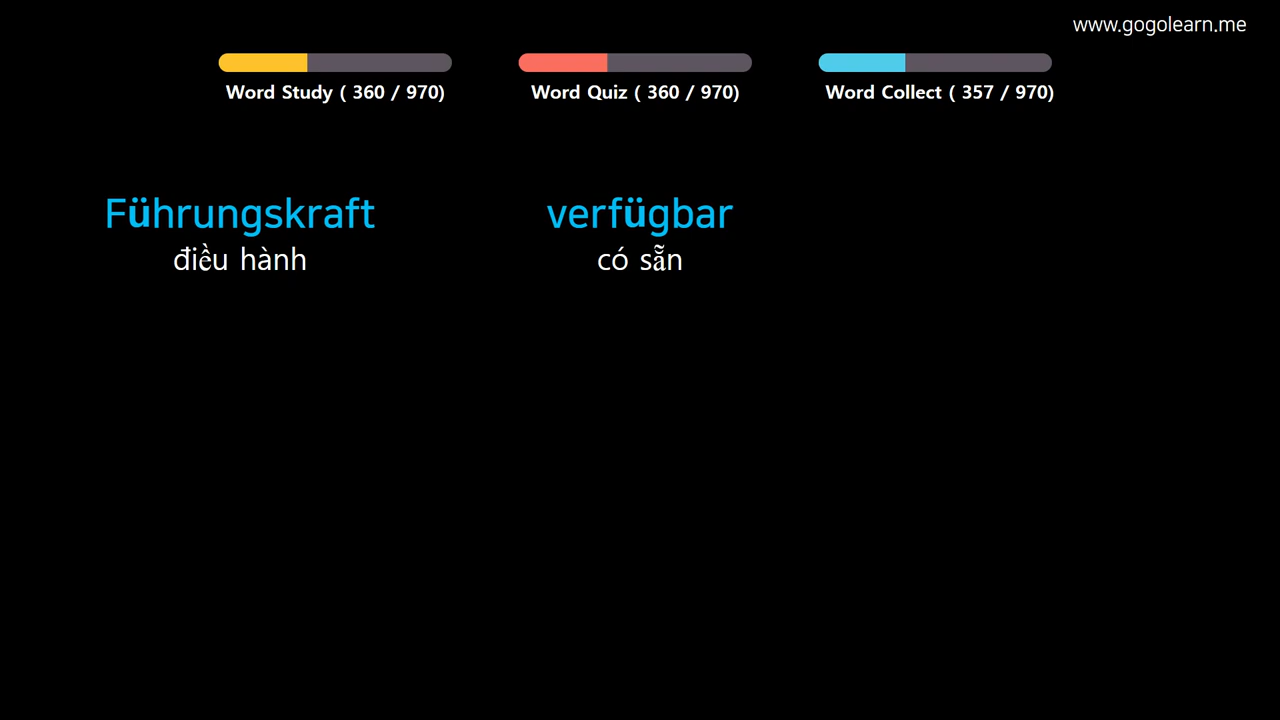 www.gogolearn.me
Word Study ( 360 / 970)
Word Quiz ( 360 / 970)
Word Collect ( 357 / 970)
Führungskraft
điều hành
verfügbar
có sẵn